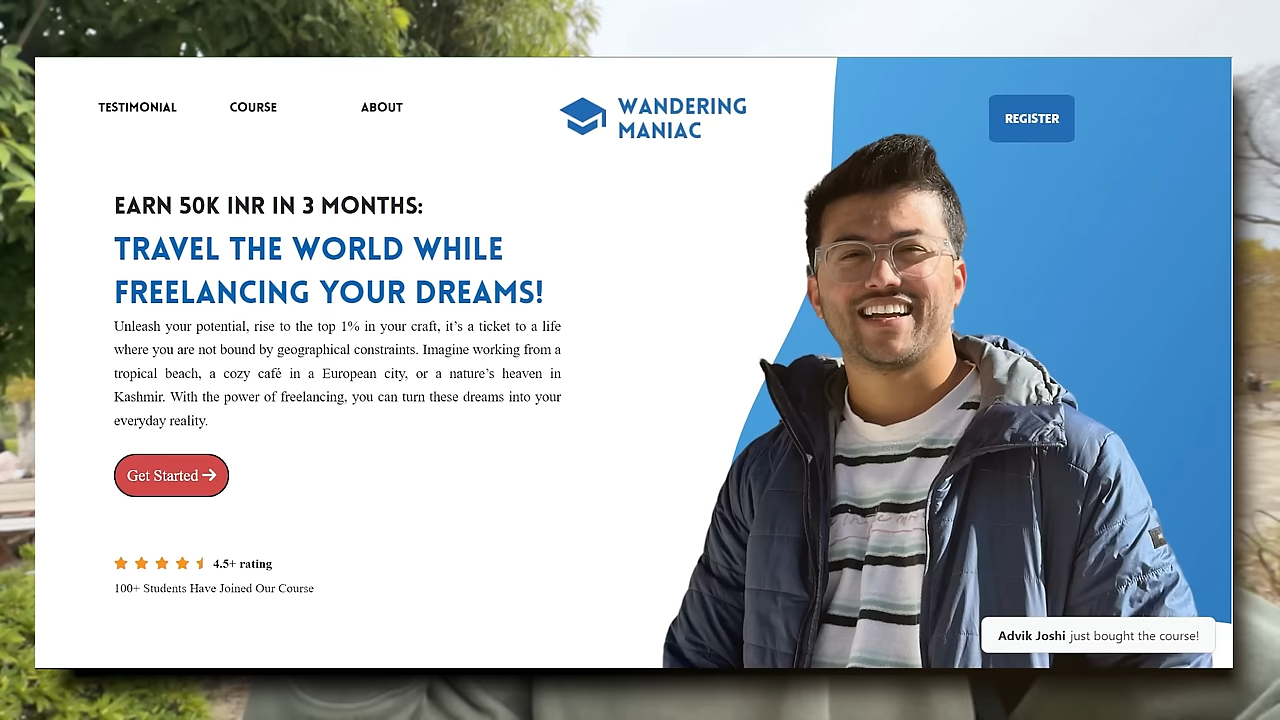 TESTIMONIAL COURSE ABOUT
WANDERING
MANIAC
REGISTER
EARN 50K INR IN 3 MONTHS:
TRAVEL THE WORLD WHILE
FREELANCING YOUR DREAMS!
Unleash your potential, rise to the top 1% in your craft, it's a ticket to a life
where you are not bound by geographical constraints. Imagine working from a
tropical beach, a cozy café in a European city, or a nature's heaven in
Kashmir. With the power of freelancing, you can turn these dreams into your
everyday reality.
Get Started →
4.5+ rating
100+ Students Have Joined Our Course
Advik Joshi just bought the course!